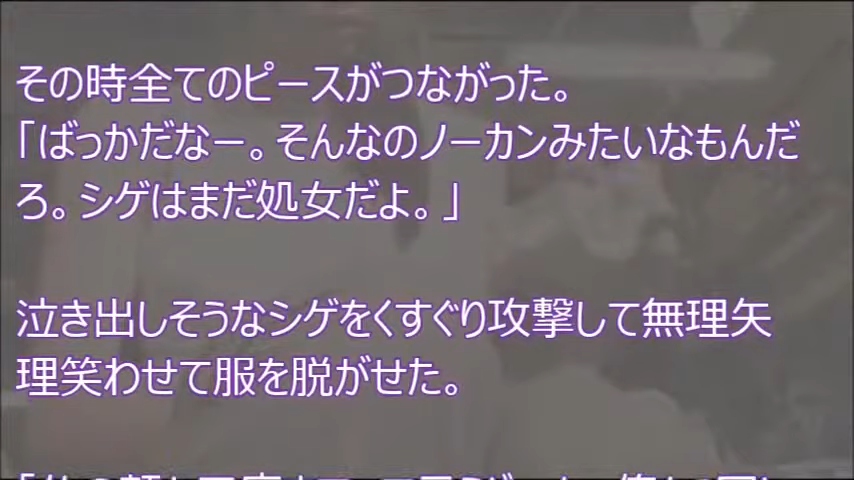 その時全てのピースがつながった。
「ばっかだなー。そんなのノーカンみたいなもんだ
ろ。シゲはまだ処女だよ。」
泣き出しそうなシゲをくすぐり攻撃して無理矢
理笑わせて服を脱がせた。